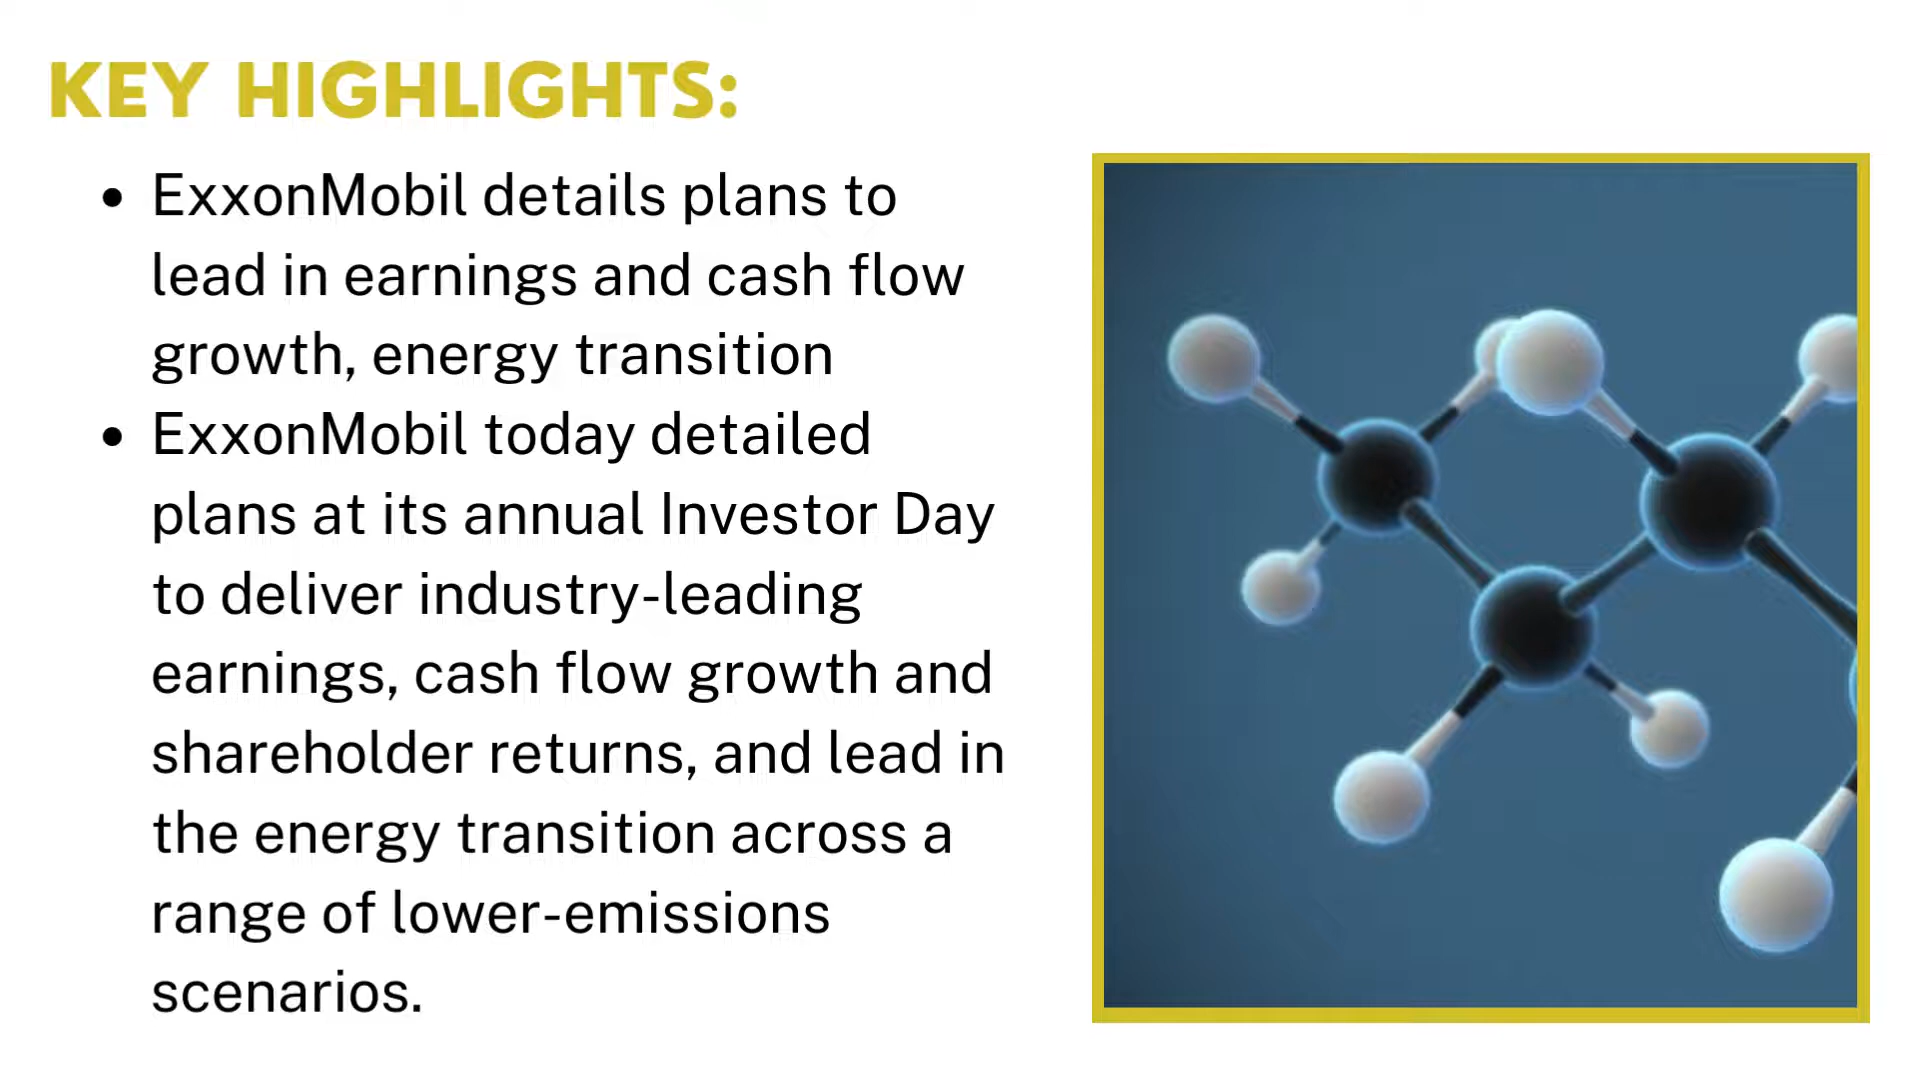 KEY HIGHLIGHTS:
• ExxonMobil details plans to
lead in earnings and cash flow
growth, energy transition
• ExxonMobil today detailed
plans at its annual Investor Day
to deliver industry-leading
earnings, cash flow growth and
shareholder returns, and lead in
the energy transition across a
range of lower-emissions
scenarios.